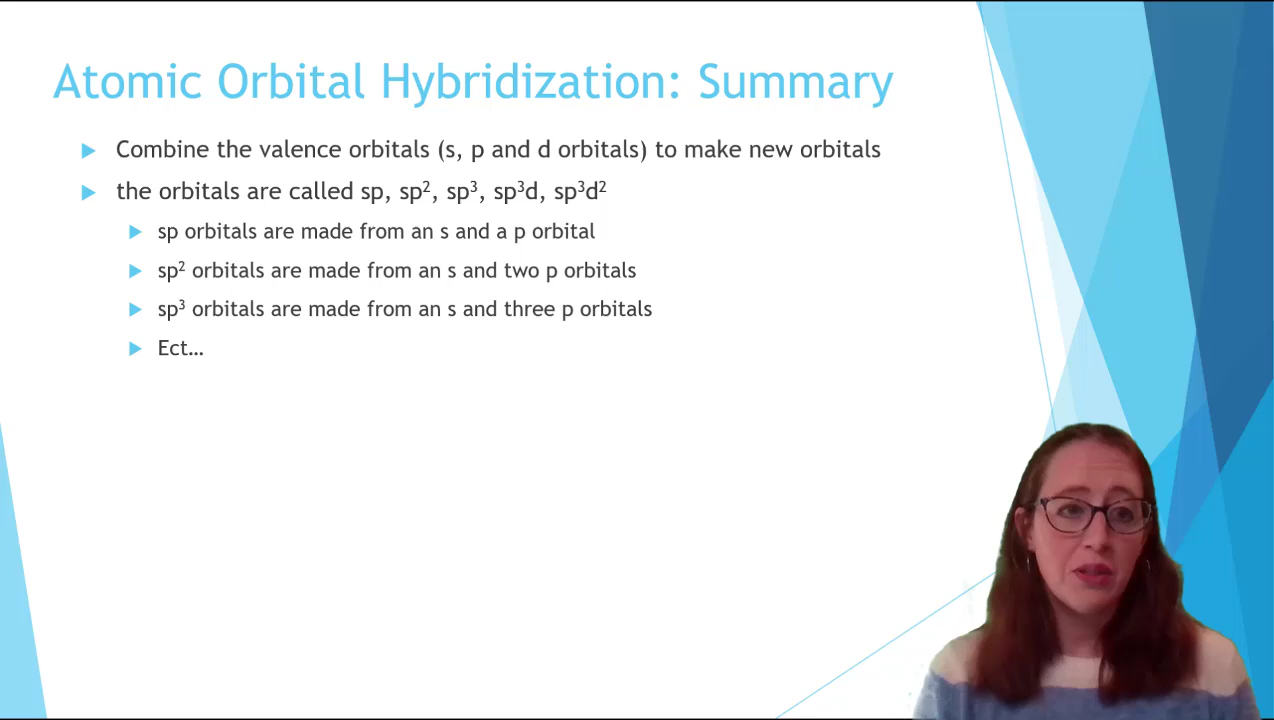 Atomic Orbital Hybridization: Summary
Combine the valence orbitals (s, p and d orbitals) to make new orbitals
the orbitals are called sp, sp², sp³, sp³d, sp³d²
sp orbitals are made from an s and a p orbital
sp² orbitals are made from an s and two p orbitals
sp³ orbitals are made from an s and three p orbitals
Ect...